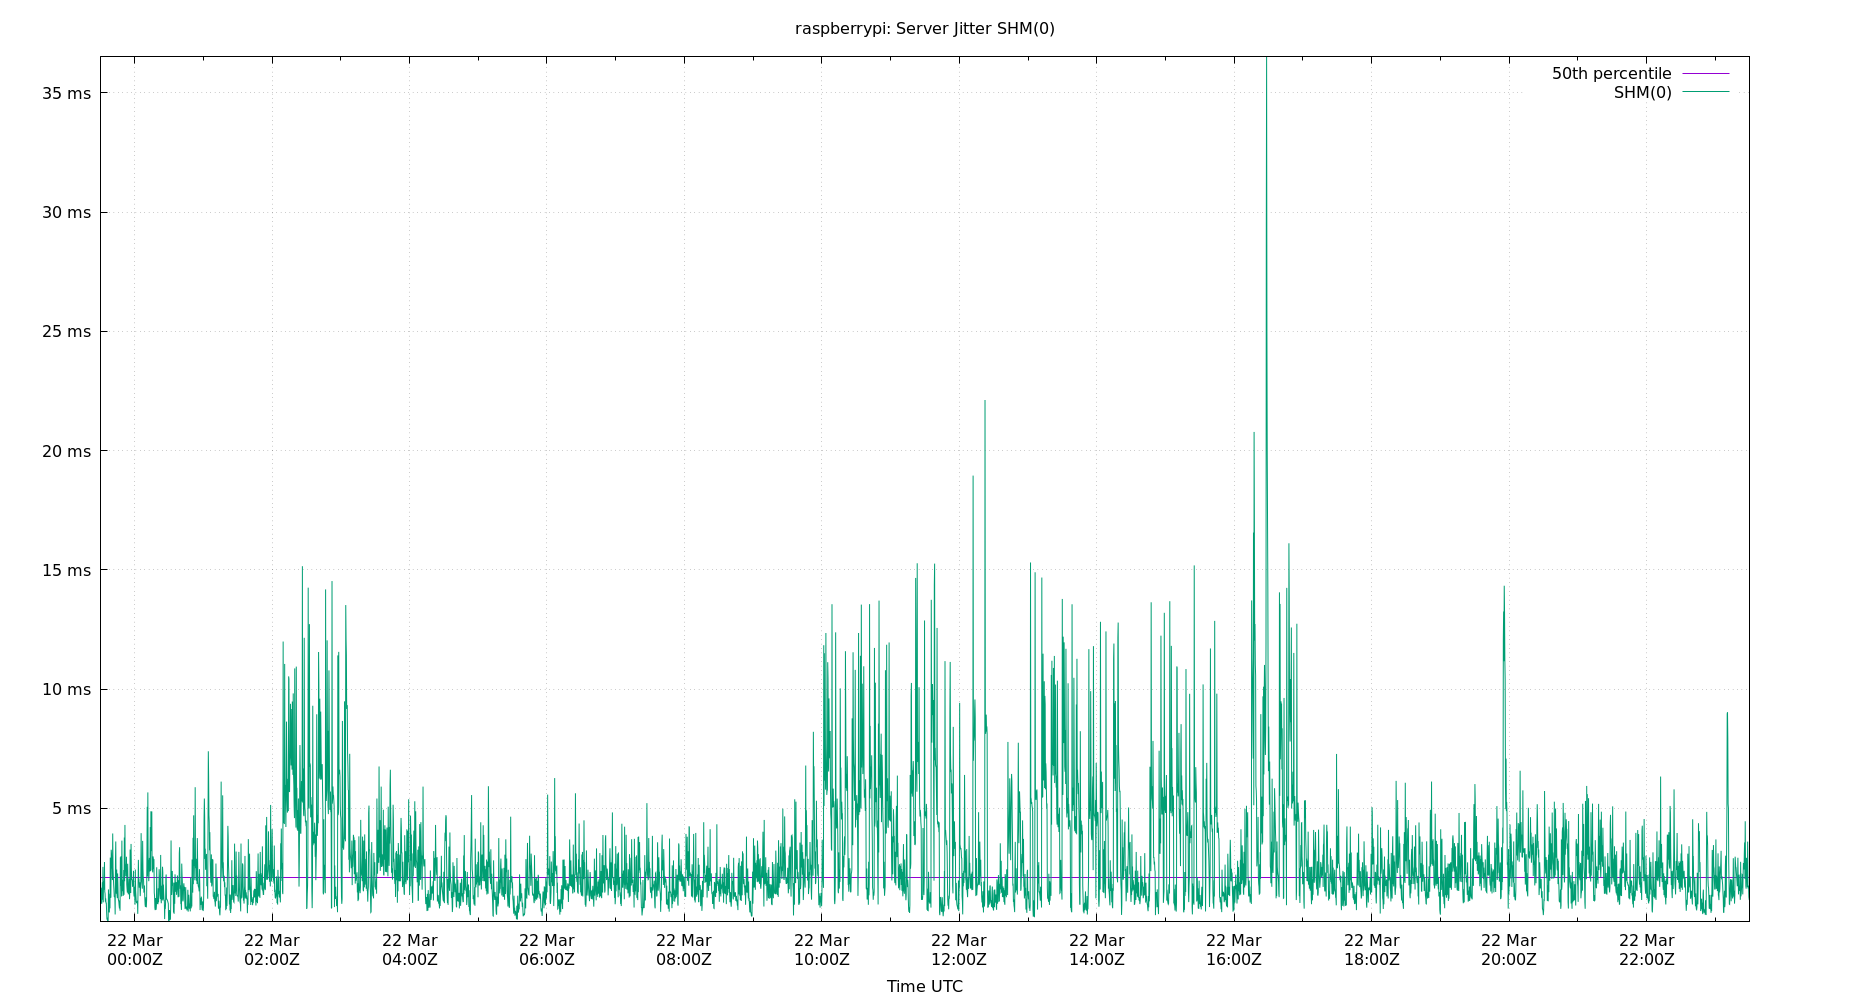 raspberrypi: Server Jitter SHM(0)
50th percentile
SHM(0)
35 ms
30 ms
25 ms
20 ms
15 ms
10 ms
5 ms
22 Mar 22 Mar 22 Mar 22 Mar 22 Mar 22 Mar 22 Mar 22 Mar 22 Mar 22 Mar 22 Mar 22 Mar
00:00Z 02:00Z 04:00Z 06:00Z 08:00Z 10:00Z 12:00Z 14:00Z 16:00Z 18:00Z 20:00Z 22:00Z
Time UTC